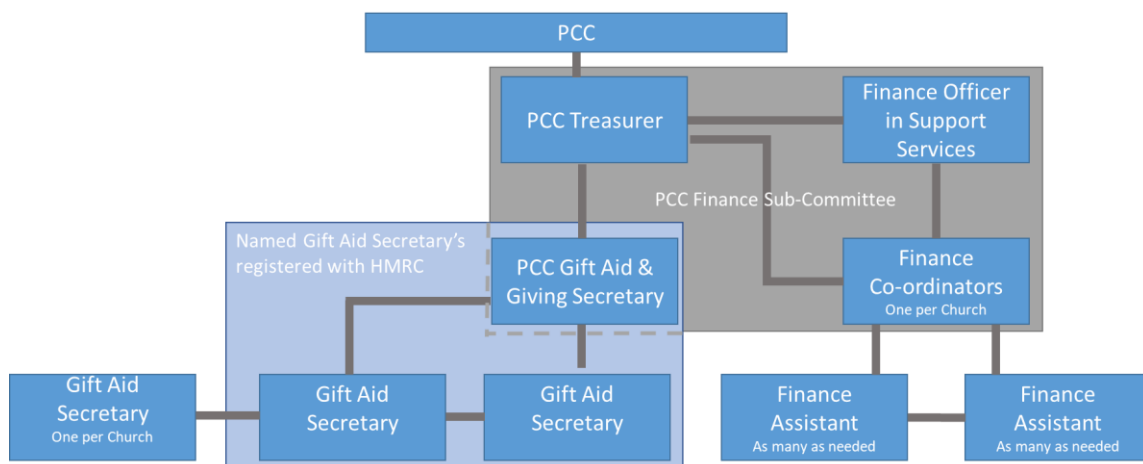 PCC
PCC Treasurer
Finance Officer
in Support
Services
PCC Finance Sub-Committee
Named Gift Aid Secretary's
registered with HMRC
PCC Gift Aid &
Giving Secretary
Finance
Co-ordinators
One per Church
Gift Aid
Secretary
One per Church
Gift Aid
Secretary
Gift Aid
Secretary
Finance
Assistant
As many as needed
Finance
Assistant
As many as needed